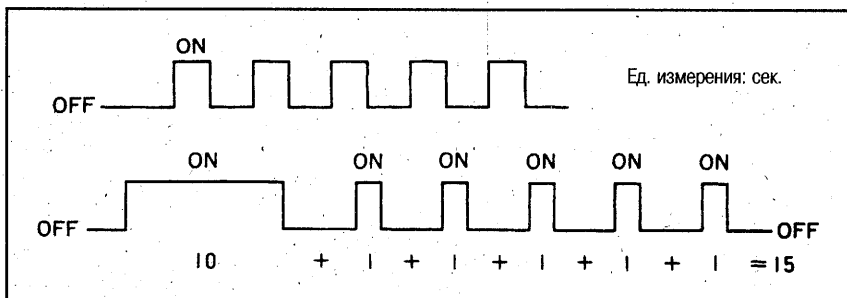 ON
Ед. измерения: сек.
OFF
ON ON ON ON ON ON
OFF OFF
10 + 1 + 1 + 1 + 1 + 1 = 15